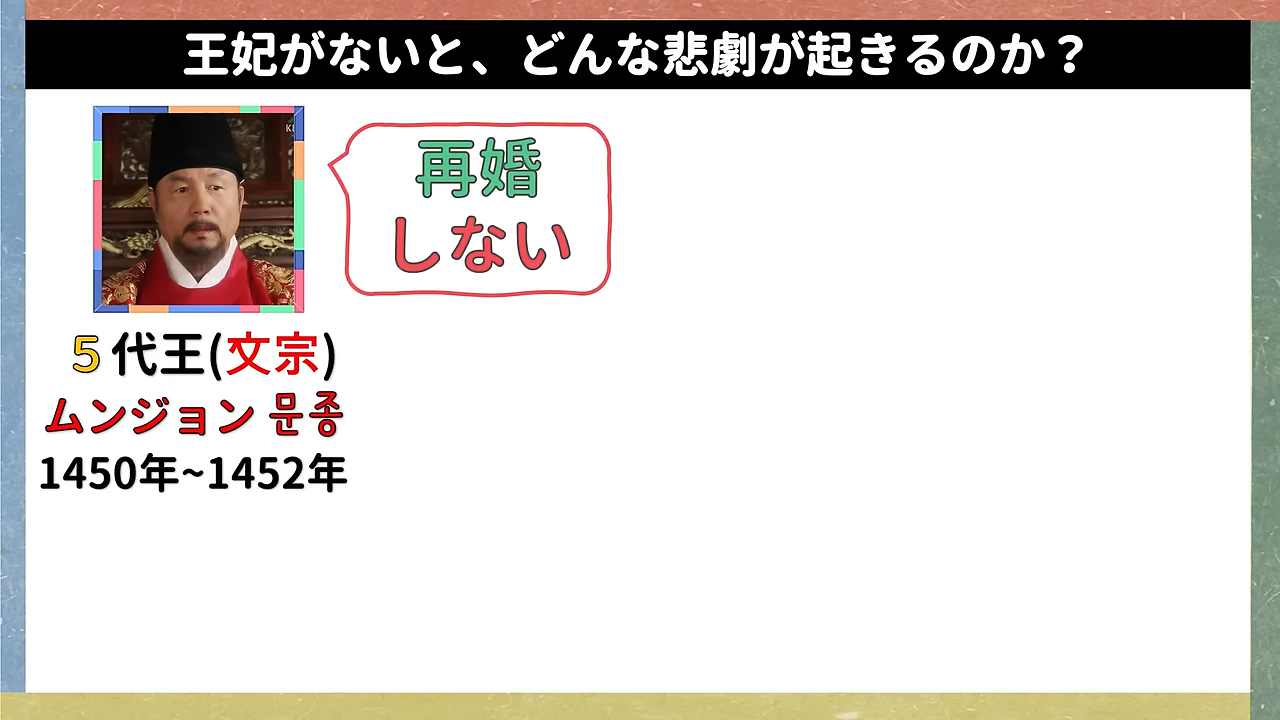 王妃がないと、どんな悲劇が起きるのか？
再婚
しない
５代王(文宗)
ムンジョン 문종
1450年~1452年